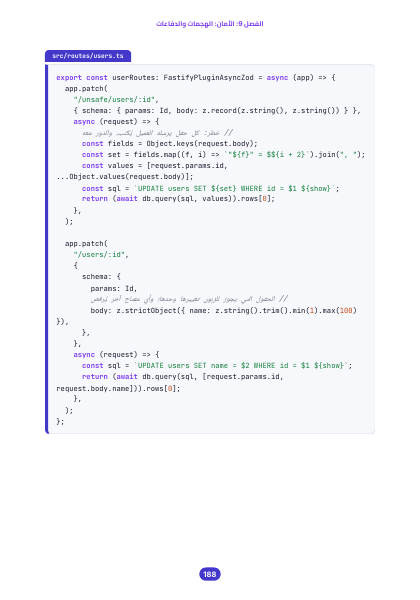 الفصل 9: الأمان: الهجمات والدفاعات
src/routes/users.ts
export const userRoutes: FastifyPluginAsyncZod = async (app) => {
  app.patch(
    "/unsafe/users/:id",
    { schema: { params: Id, body: z.record(z.string(), z.string()) } },
    async (request) => {
      // خطر: كل حقل يرسله العميل يُكتب، والدور معه
      const fields = Object.keys(request.body);
      const set = fields.map((f, i) => `"${f}" = $${i + 2}`).join(", ");
      const values = [request.params.id,
...Object.values(request.body)];
      const sql = `UPDATE users SET ${set} WHERE id = $1 ${show}`;
      return (await db.query(sql, values)).rows[0];
    },
  );

  app.patch(
    "/users/:id",
    {
      schema: {
        params: Id,
        // الحقول التي يجوز للزبون تغييرها وحدها؛ وأي مفتاح آخر يُرفض
        body: z.strictObject({ name: z.string().trim().min(1).max(100)
}),
      },
    },
    async (request) => {
      const sql = `UPDATE users SET name = $2 WHERE id = $1 ${show}`;
      return (await db.query(sql, [request.params.id,
request.body.name])).rows[0];
    },
  );
};
188